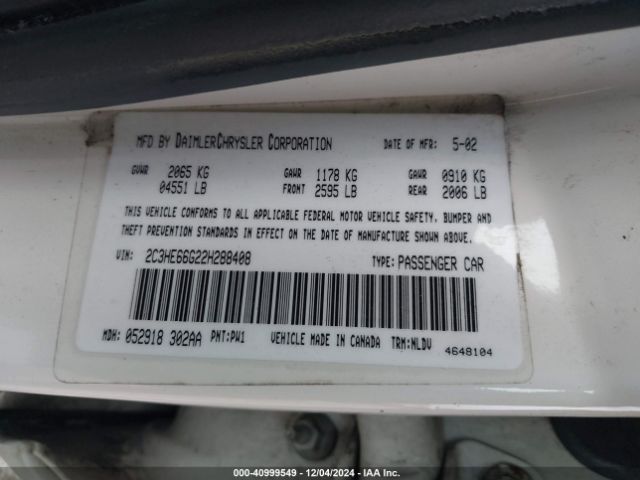 MFD BY DAIMLERCHRYSLER CORPORATION DATE OF MFR: 5-02
GVWR 2065 KG 04551 LB GAWR FRONT 1178 KG 2595 LB GAWR REAR 0910 KG 2006 LB
THIS VEHICLE CONFORMS TO ALL APPLICABLE FEDERAL MOTOR VEHICLE SAFETY, BUMPER AND
THEFT PREVENTION STANDARDS IN EFFECT ON THE DATE OF MANUFACTURE SHOWN ABOVE.
VIN: 2C3HE66G22H288408 TYPE: PASSENGER CAR
MDH: 052918 302AA PNT: PW1 VEHICLE MADE IN CANADA TRM: NLDV
4648104
000-40999549 - 12/04/2024 - IAA Inc.